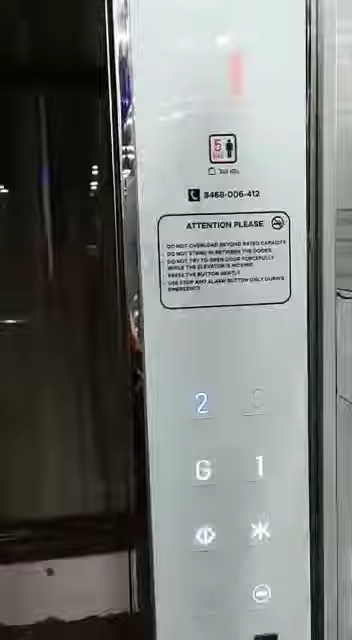 1
5
8468-006-412
ATTENTION PLEASE
DO NOT OVERLOAD BEYOND RATED CAPACITY
DO NOT STAND IN BETWEEN THE DOORS
DO NOT TRY TO OPEN DOOR FORCEFULLY
WHILE THE ELEVATOR IS MOVING
PRESS THE BUTTON GENTLY
USE STOP AND ALARM BUTTON ONLY DURING
EMERGENCY
2
G 1